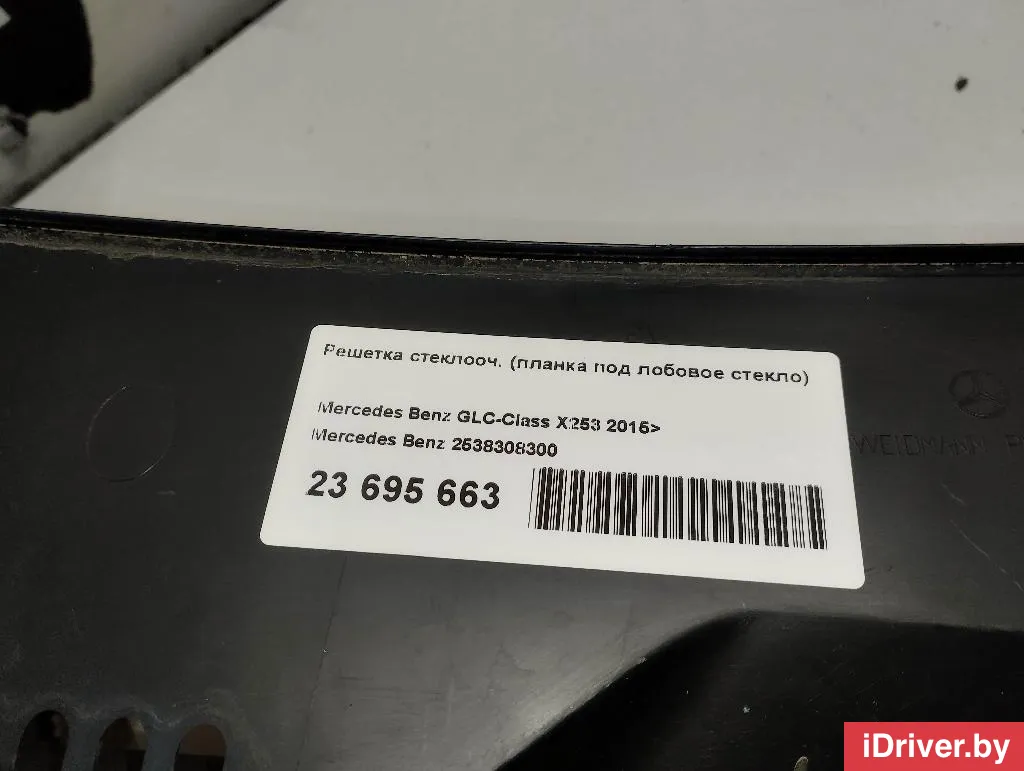 Решетка стеклооч. (планка под лобовое стекло)
Mercedes Benz GLC-Class X253 2015>
Mercedes Benz 2538308300
23 695 663
WEIDMANN P
iDriver.by